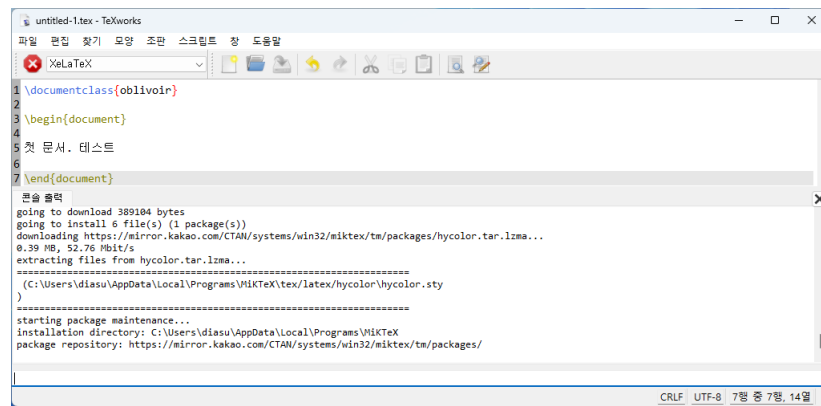 untitled-1.tex - TeXworks
파일 편집 찾기 모양 조판 스크립트 창 도움말
XeLaTeX
1 \documentclass{oblivoir}
2
3 \begin{document}
4
5 첫 문서. 테스트
6
7 \end{document}
콘솔 출력
going to download 389104 bytes
going to install 6 file(s) (1 package(s))
downloading https://mirror.kakao.com/CTAN/systems/win32/miktex/tm/packages/hycolor.tar.lzma...
0.39 MB, 52.76 Mbit/s
extracting files from hycolor.tar.lzma...
======================================================================
(C:\Users\diasu\AppData\Local\Programs\MiKTeX\tex/latex/hycolor\hycolor.sty
)
======================================================================
starting package maintenance...
installation directory: C:\Users\diasu\AppData\Local\Programs\MiKTeX
package repository: https://mirror.kakao.com/CTAN/systems/win32/miktex/tm/packages/
CRLF UTF-8 7행 중 7행, 14열